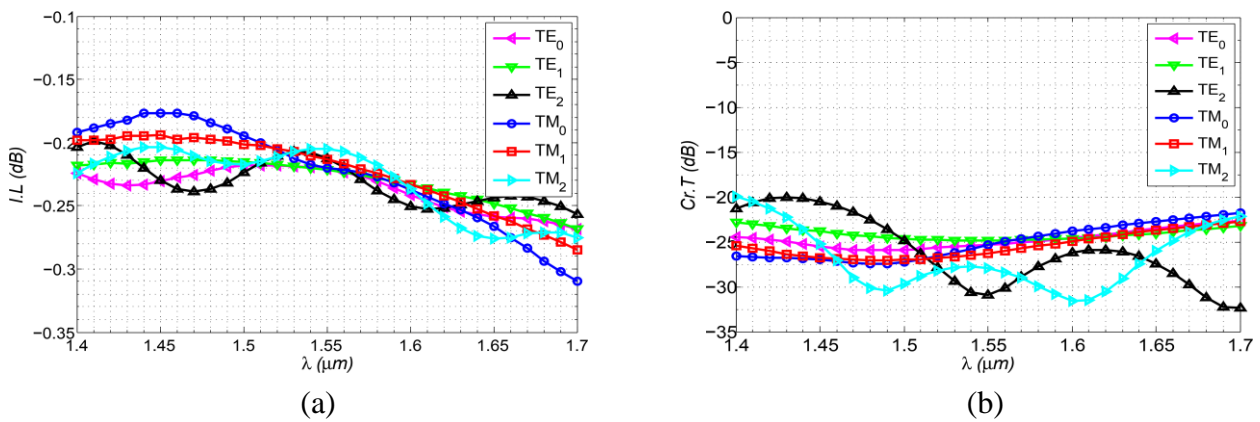 −0.1
−0.15
−0.2
−0.25
−0.3
−0.35
I.L (dB)
1.4
1.45
1.5
1.55
1.6
1.65
1.7
λ (μm)
TE0
TE1
TE2
TM0
TM1
TM2
(a)
0
−5
−10
−15
−20
−25
−30
−35
Cr.T (dB)
1.4
1.45
1.5
1.55
1.6
1.65
1.7
λ (μm)
TE0
TE1
TE2
TM0
TM1
TM2
(b)